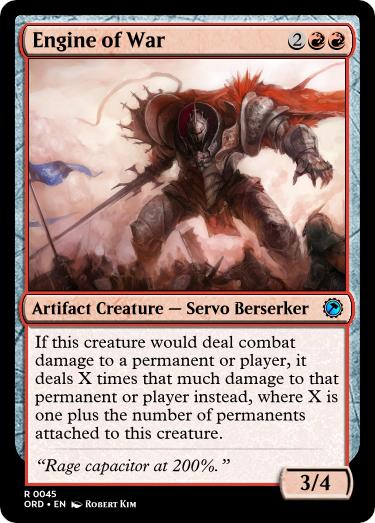 Engine of War 2
Artifact Creature — Servo Berserker
If this creature would deal combat
damage to a permanent or player, it
deals X times that much damage to that
permanent or player instead, where X is
one plus the number of permanents
attached to this creature.
“Rage capacitor at 200%.”
3/4
R 0045
ORD • EN Robert Kim